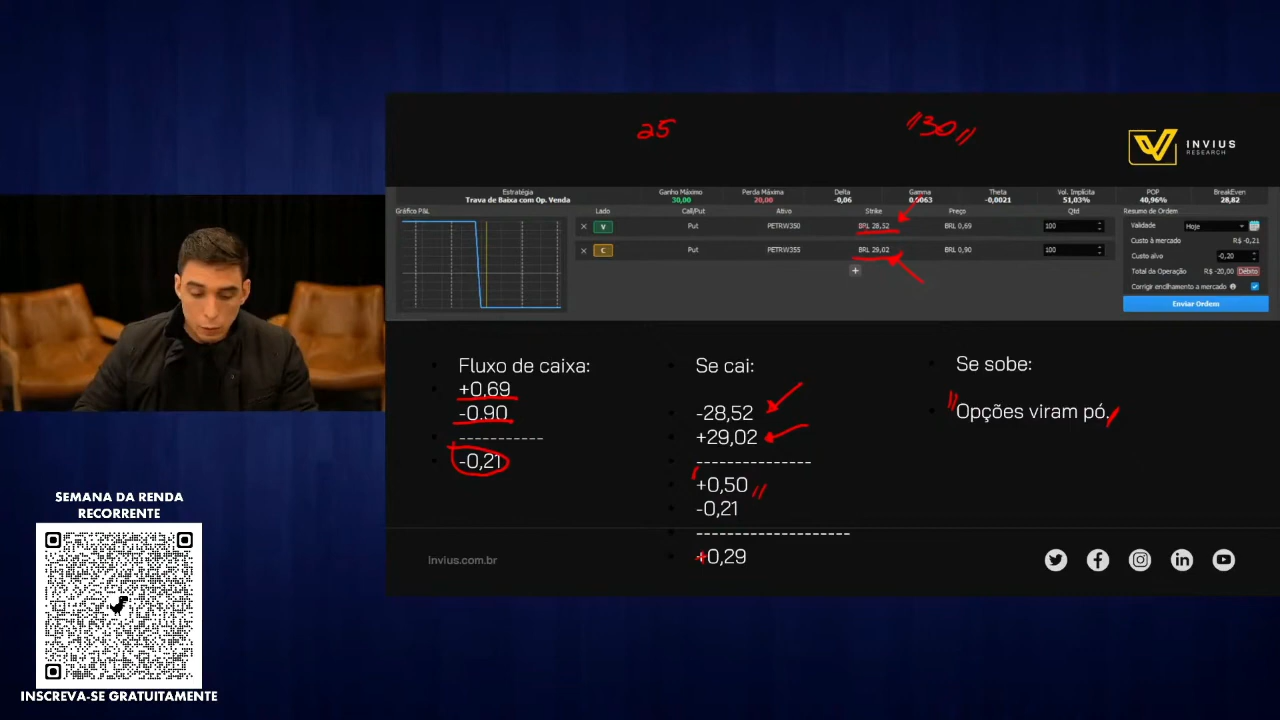 25
"30"
INVIUS
RESEARCH
Estratégia
Trava de Baixa com Op. Venda
Ganho Máximo
30,00
Perda Máxima
20,00
Delta
-0,06
Gamma
0,0063
Theta
-0,0021
Vol. Implícita
51,03%
POP
40,96%
BreakEven
28,82
Gráfico P&L
Lado
Call/Put
Ativo
Strike
Preço
Qtd
Resumo de Ordem
V
Put
PETRW350
BRL 28,52
BRL 0,69
100
C
Put
PETRW355
BRL 29,02
BRL 0,90
100
+
Validade
Hoje
Custo à mercado
R$ -0,21
Custo alvo
-0,20
Total da Operação
R$ -20,00
Débito
Corrigir encilhamento a mercado
Enviar Ordem
Fluxo de caixa:
+0,69
-0,90
-----------
-0,21
Se cai:
-28,52
+29,02
---------------
+0,50
-0,21
--------------------
+0,29
Se sobe:
Opções viram pó.
SEMANA DA RENDA
RECORRENTE
INSCREVA-SE GRATUITAMENTE
Invius.com.br